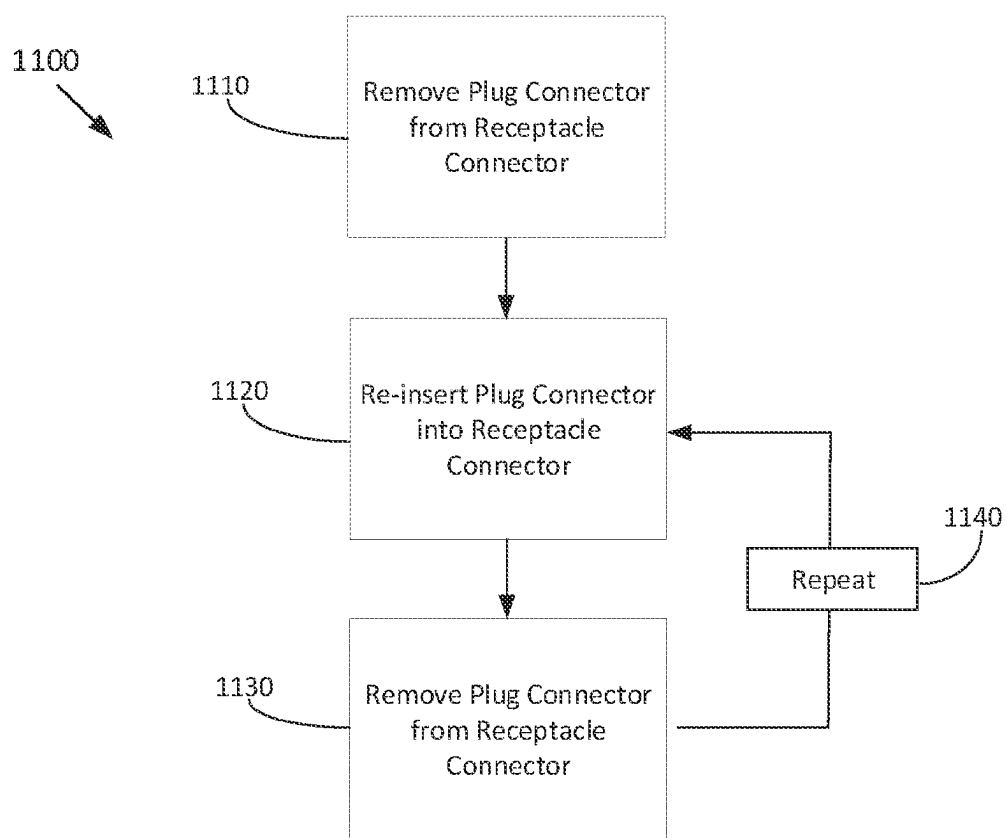 1100
1110
Remove Plug Connector
from Receptacle
Connector
1120
Re-insert Plug Connector
into Receptacle
Connector
1140
Repeat
1130
Remove Plug Connector
from Receptacle
Connector